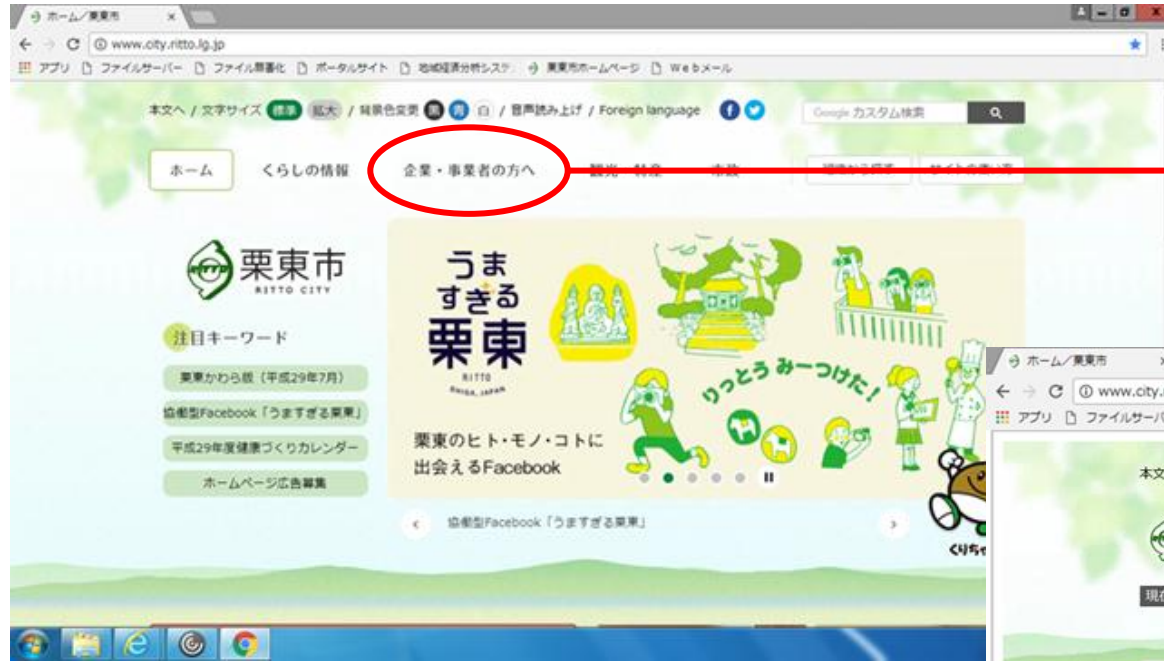 ホーム／栗東市
www.city.ritto.lg.jp
アプリ ファイルサーバー ファイル無害化 ポータルサイト 地域経済分析システ 栗東市ホームページ Webメール
本文へ / 文字サイズ 標準 拡大 / 背景色変更 黒 青 白 / 音声読み上げ / Foreign language
Google カスタム検索
ホーム くらしの情報 企業・事業者の方へ 観光・特産 市政
栗東市
RITTO CITY
注目キーワード
栗東かわら版（平成29年7月）
協働型Facebook「うますぎる栗東」
平成29年度健康づくりカレンダー
ホームページ広告募集
うま
すぎる
栗東
RITTO
SHIGA, JAPAN
りっとう みーつけた！
栗東のヒト・モノ・コトに
出会えるFacebook
協働型Facebook「うますぎる栗東」
くりちゃ
ホーム／栗東市
www.city.
アプリ ファイルサーバ
本文
現在